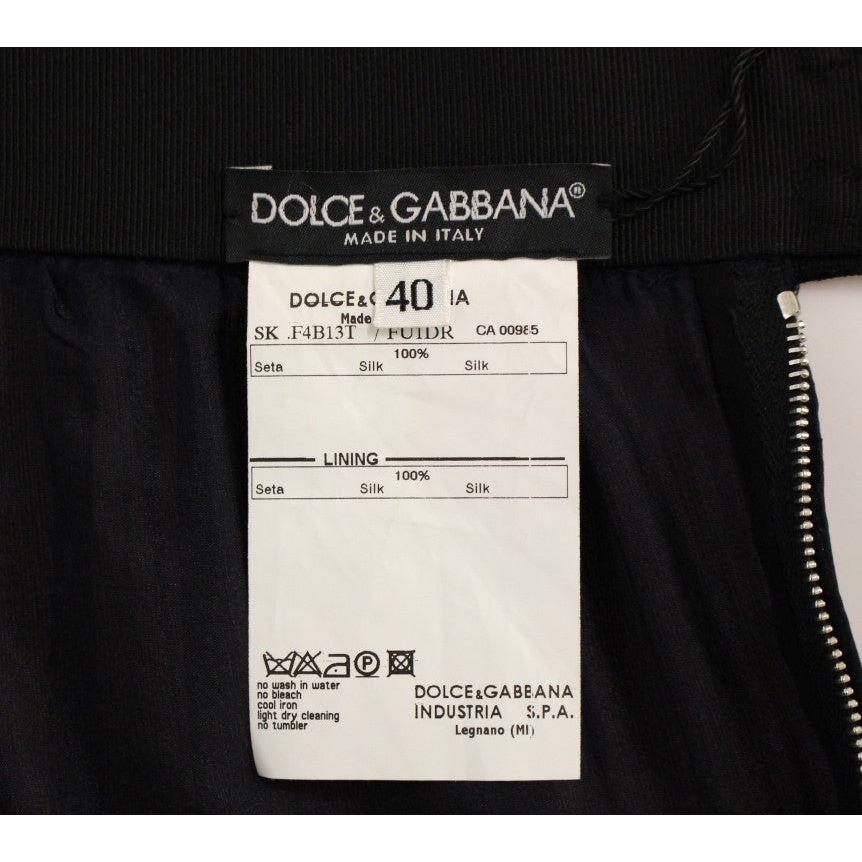 DOLCE & GABBANA®
MADE IN ITALY
40
DOLCE&G IA
Made
SK .F4B13T / FU1DR CA 00985
100%
Seta Silk Silk
LINING
100%
Seta Silk Silk
P
no wash in water
no bleach
cool iron
light dry cleaning
no tumbler
DOLCE&GABBANA
INDUSTRIA S.P.A.
Legnano (MI)